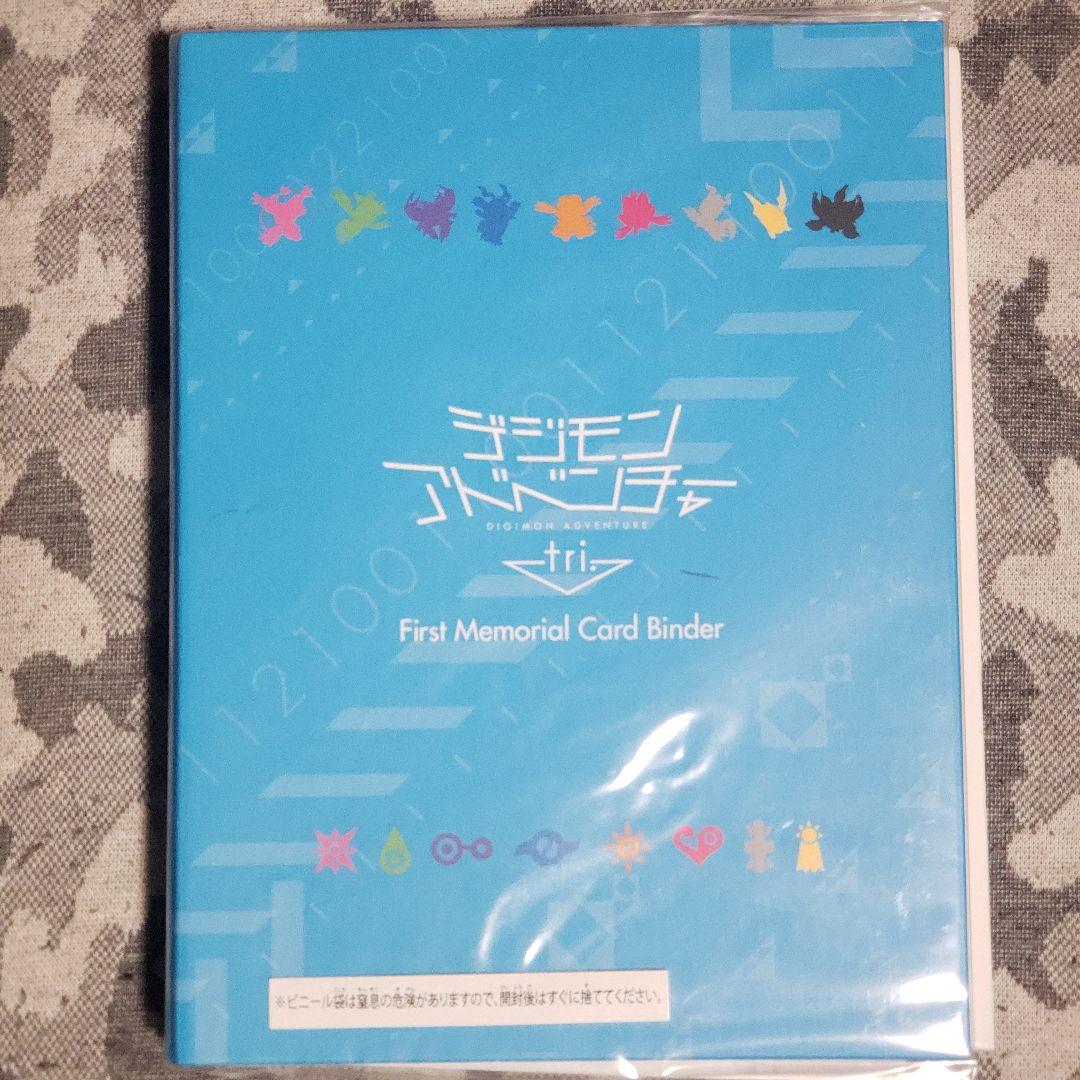 デジモン
アドベンチャー
DIGIMON ADVENTURE
tri.
First Memorial Card Binder
※ビニール袋は窒息の危険がありますので、開封後はすぐに捨ててください。